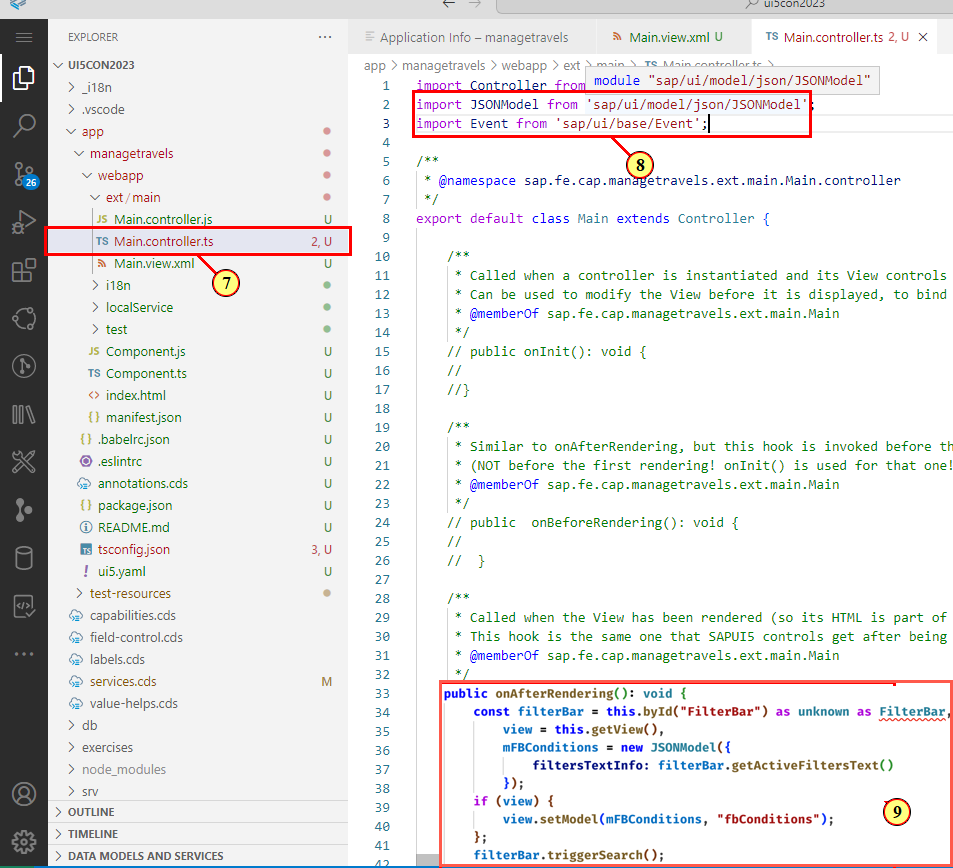 ui5con2023
EXPLORER
...
UI5CON2023
_i18n
.vscode
app
managetravels
webapp
ext / main
JS Main.controller.js U
TS Main.controller.ts 2, U
Main.view.xml U
7
i18n
localService
test
JS Component.js U
TS Component.ts U
<> index.html U
{ } manifest.json U
{ } .babelrc.json U
.eslintrc U
annotations.cds U
{ } package.json U
README.md U
TS tsconfig.json 3, U
! ui5.yaml U
test-resources
capabilities.cds
field-control.cds
labels.cds
services.cds M
value-helps.cds
db
exercises
node_modules
srv
OUTLINE
TIMELINE
DATA MODELS AND SERVICES
26
Application Info – managetravels
Main.view.xml U
TS Main.controller.ts 2, U
app > managetravels > webapp > ext > main > TS Main.controller.ts >
module "sap/ui/model/json/JSONModel"
1 import Controller from
2 import JSONModel from 'sap/ui/model/json/JSONModel';
3 import Event from 'sap/ui/base/Event';
8
4
5 /**
6 * @namespace sap.fe.cap.managetravels.ext.main.Main.controller
7 */
8 export default class Main extends Controller {
9
10 /**
11 * Called when a controller is instantiated and its View controls
12 * Can be used to modify the View before it is displayed, to bind
13 * @memberOf sap.fe.cap.managetravels.ext.main.Main
14 */
15 // public onInit(): void {
16 //
17 //}
18
19 /**
20 * Similar to onAfterRendering, but this hook is invoked before th
21 * (NOT before the first rendering! onInit() is used for that one!
22 * @memberOf sap.fe.cap.managetravels.ext.main.Main
23 */
24 // public  onBeforeRendering(): void {
25 //
26 //  }
27
28 /**
29 * Called when the View has been rendered (so its HTML is part of
30 * This hook is the same one that SAPUI5 controls get after being
31 * @memberOf sap.fe.cap.managetravels.ext.main.Main
32 */
33 public onAfterRendering(): void {
34 const filterBar = this.byId("FilterBar") as unknown as FilterBar,
35 view = this.getView(),
36 mFBConditions = new JSONModel({
37 filtersTextInfo: filterBar.getActiveFiltersText()
38 });
39 if (view) {
9
40 view.setModel(mFBConditions, "fbConditions");
41 };
42 filterBar.triggerSearch();